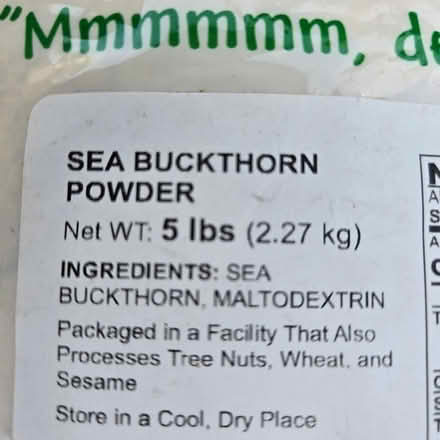 "Mmmmmm,
SEA BUCKTHORN
POWDER
Net WT: 5 lbs (2.27 kg)
INGREDIENTS: SEA
BUCKTHORN, MALTODEXTRIN
Packaged in a Facility That Also
Processes Tree Nuts, Wheat, and
Sesame
Store in a Cool, Dry Place